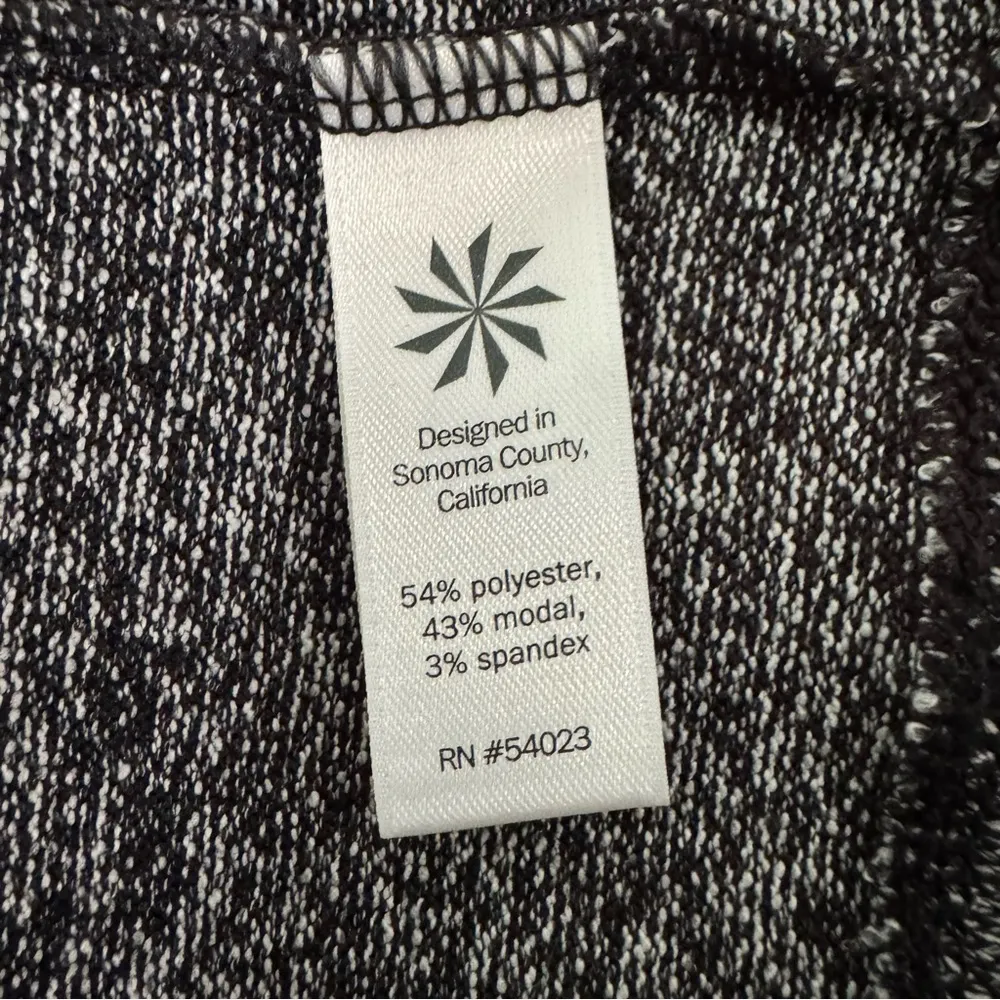 Designed in
Sonoma County,
California
54% polyester,
43% modal,
3% spandex
RN #54023